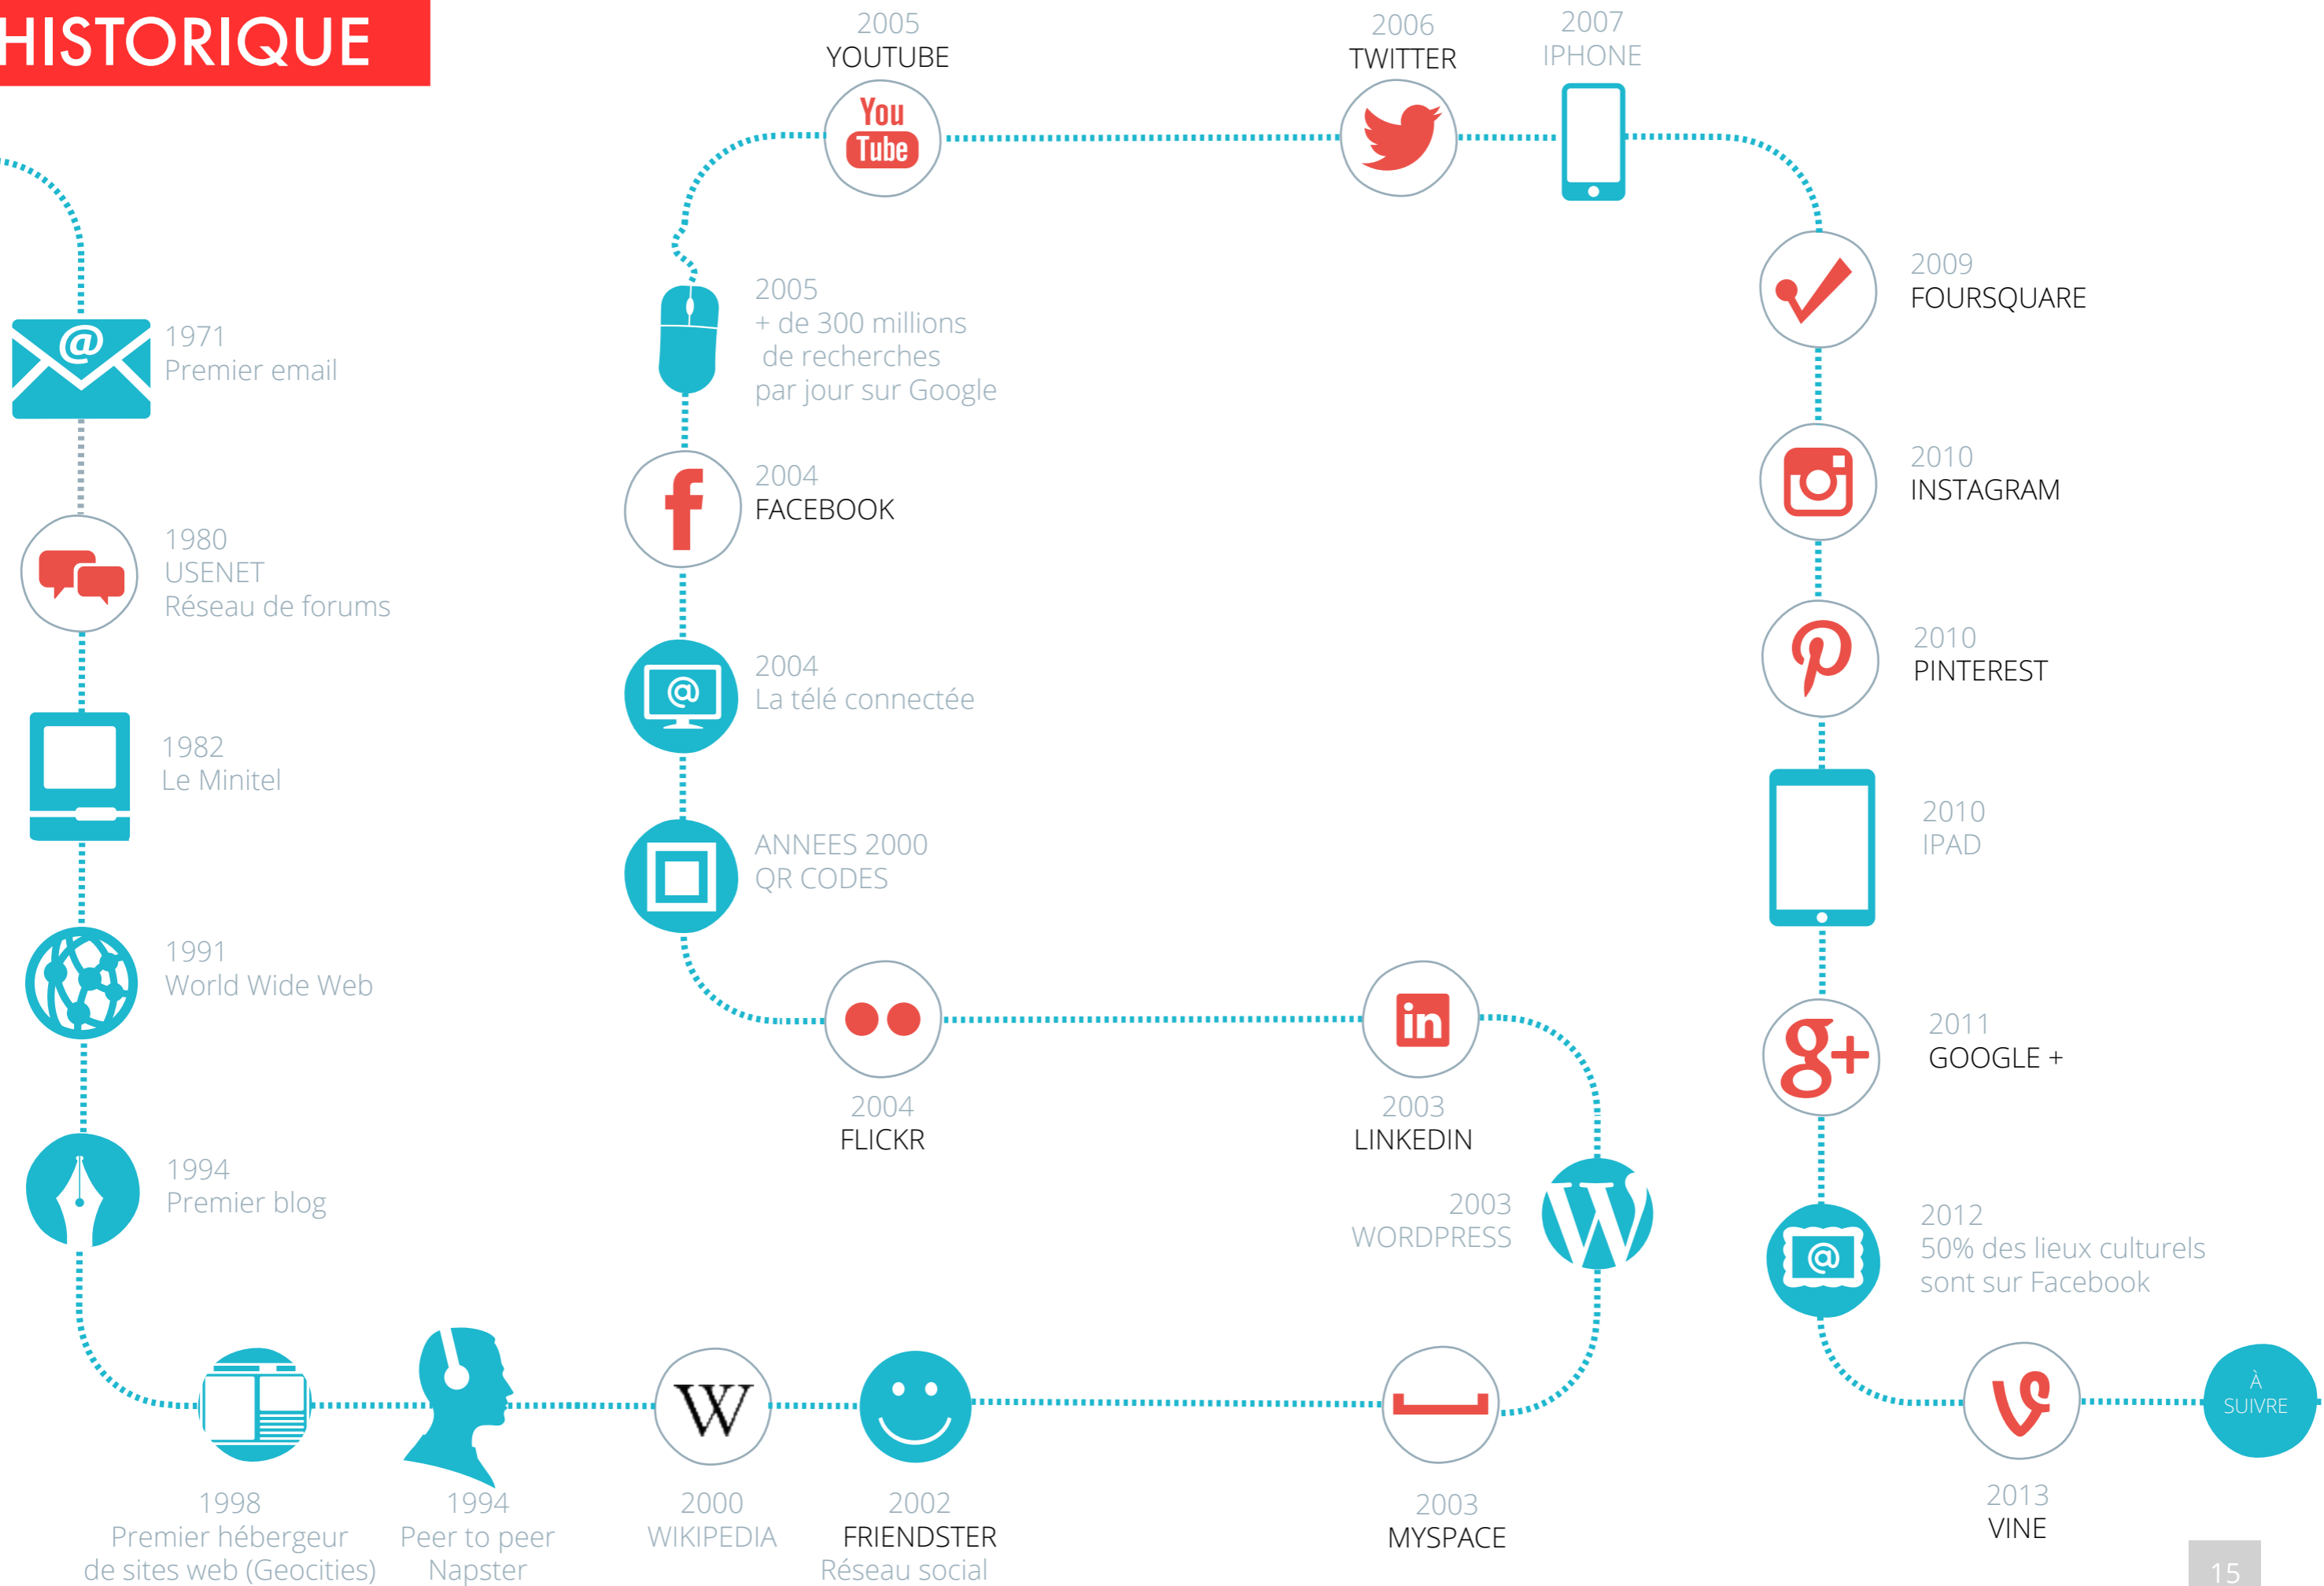 HISTORIQUE
1971
Premier email
1980
USENET
Réseau de forums
1982
Le Minitel
1991
World Wide Web
1994
Premier blog
1998
Premier hébergeur
de sites web (Geocities)
1994
Peer to peer
Napster
W
2000
WIKIPEDIA
2002
FRIENDSTER
Réseau social
2003
MYSPACE
2003
WORDPRESS
W
in
2003
LINKEDIN
2004
FLICKR
ANNEES 2000
QR CODES
@
2004
La télé connectée
f
2004
FACEBOOK
2005
+ de 300 millions
de recherches
par jour sur Google
2005
YOUTUBE
You
Tube
2006
TWITTER
2007
IPHONE
2009
FOURSQUARE
2010
INSTAGRAM
2010
PINTEREST
2010
IPAD
g+
2011
GOOGLE +
@
2012
50% des lieux culturels
sont sur Facebook
2013
VINE
À
SUIVRE
@
15